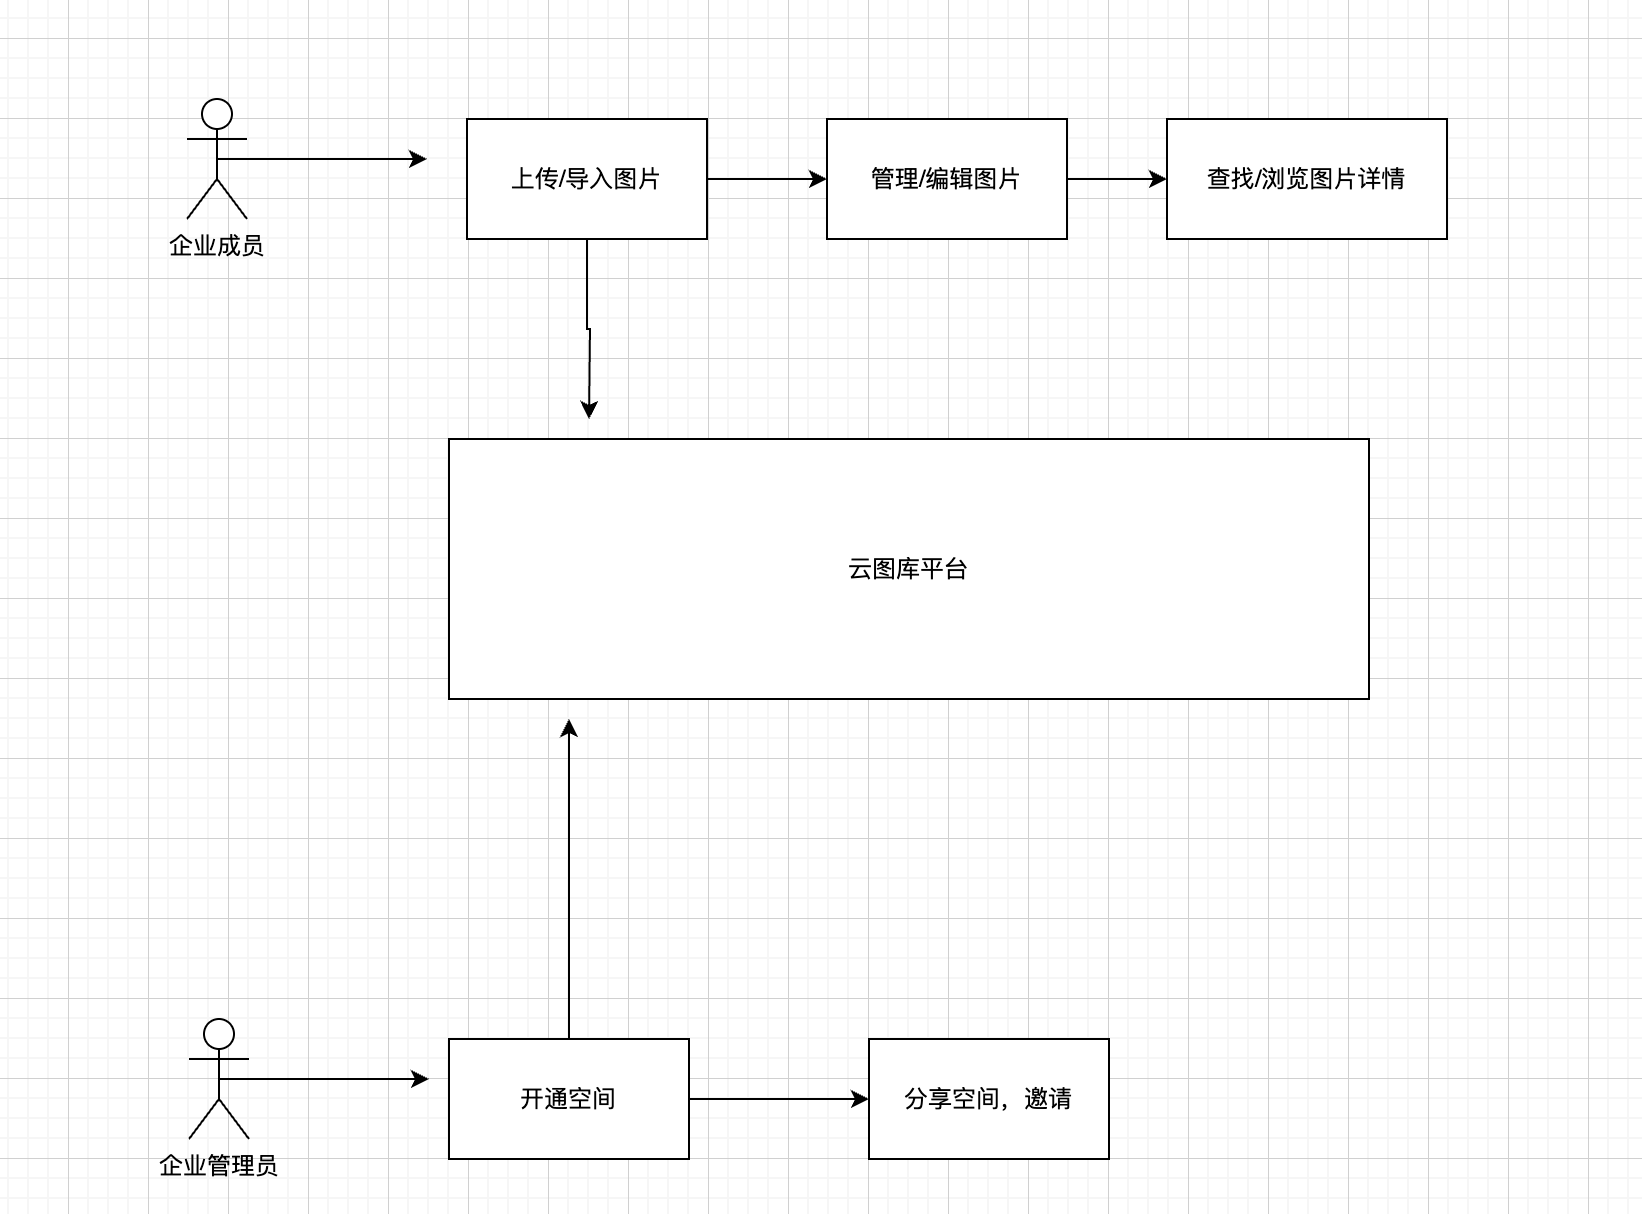 企业成员
上传/导入图片
管理/编辑图片
查找/浏览图片详情
云图库平台
企业管理员
开通空间
分享空间，邀请